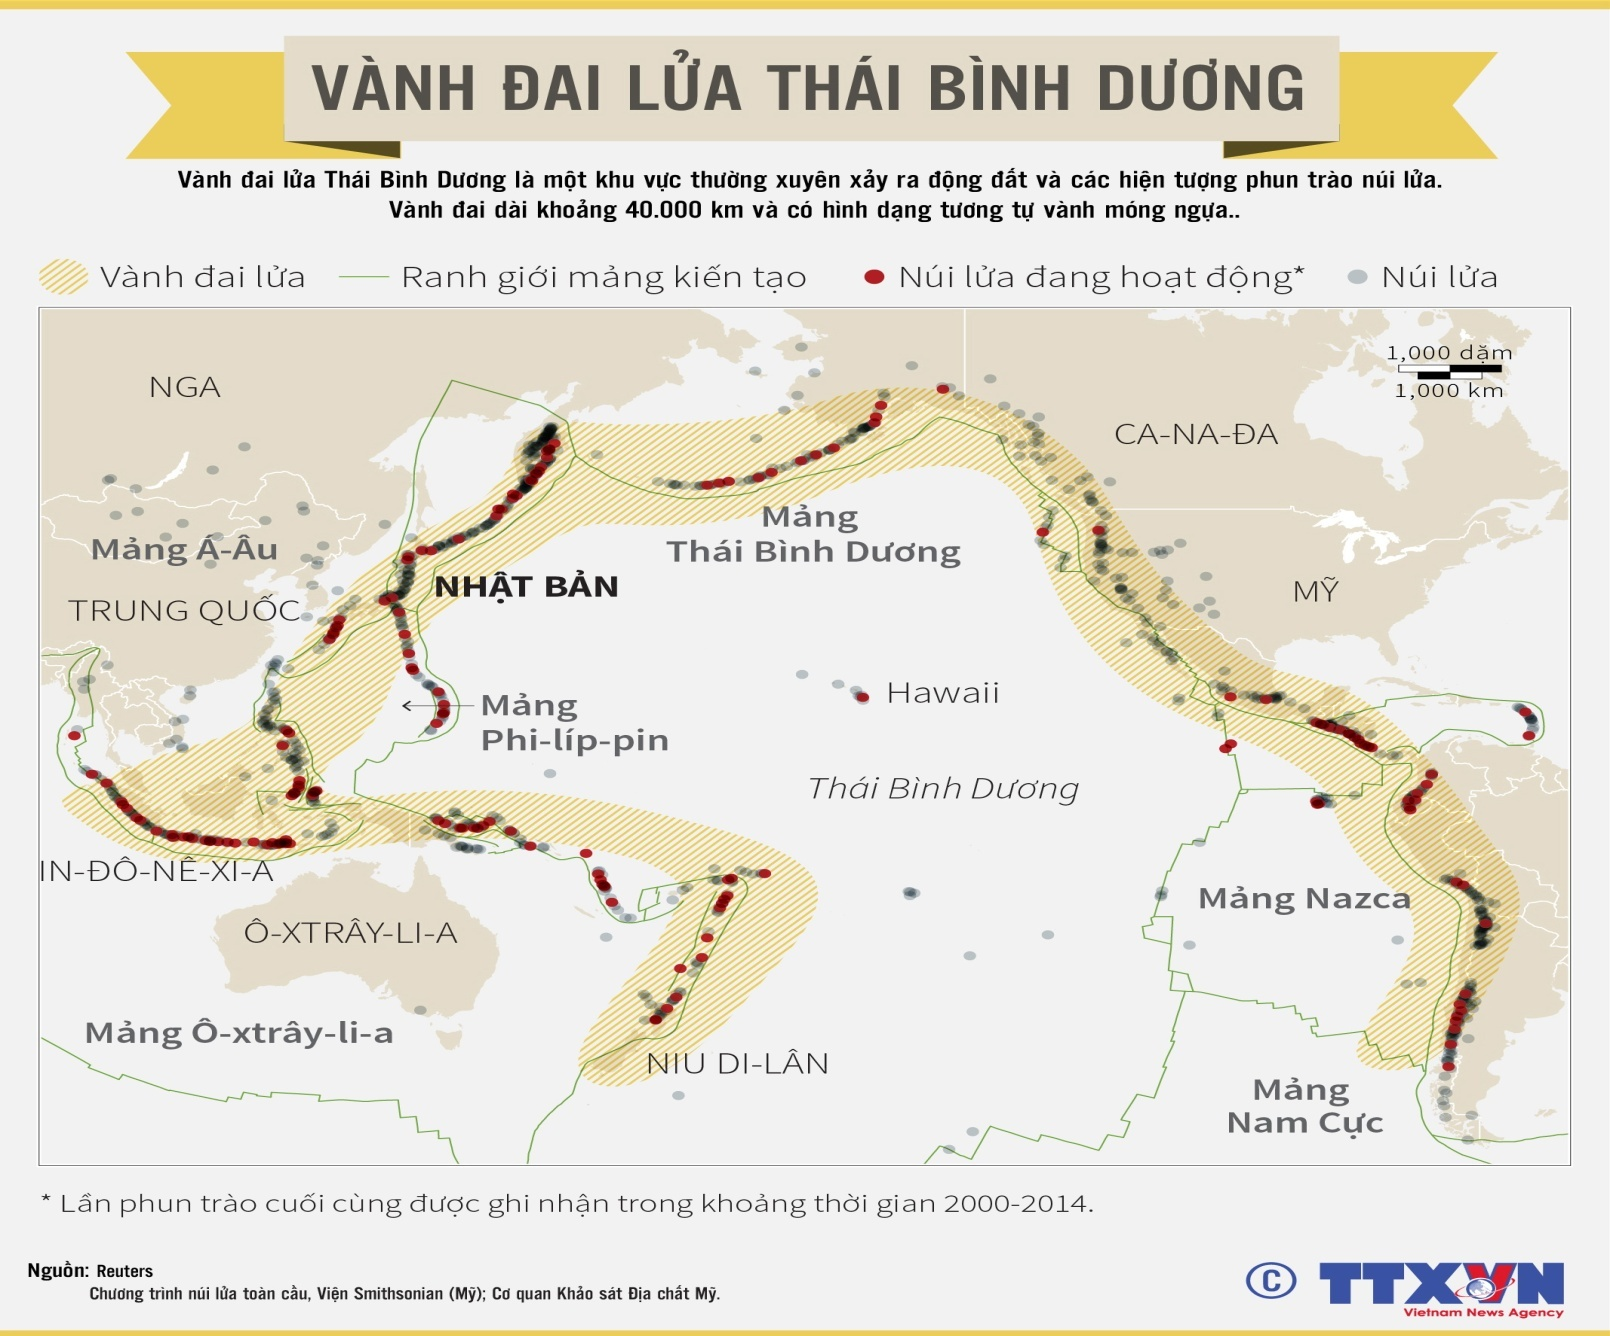 VÀNH ĐAI LỬA THÁI BÌNH DƯƠNG
Vành đai lửa Thái Bình Dương là một khu vực thường xuyên xảy ra động đất và các hiện tượng phun trào núi lửa.
Vành đai dài khoảng 40.000 km và có hình dạng tương tự vành móng ngựa..
Vành đai lửa
Ranh giới mảng kiến tạo
Núi lửa đang hoạt động*
Núi lửa
1,000 dặm
1,000 km
NGA
CA-NA-ĐA
Mảng
Thái Bình Dương
Mảng Á-Âu
NHẬT BẢN
MỸ
TRUNG QUỐC
Hawaii
Mảng
Phi-líp-pin
Thái Bình Dương
IN-ĐÔ-NÊ-XI-A
Mảng Nazca
Ô-XTRÂY-LI-A
Mảng Ô-xtrây-li-a
NIU DI-LÂN
Mảng
Nam Cực
* Lần phun trào cuối cùng được ghi nhận trong khoảng thời gian 2000-2014.
Nguồn: Reuters
Chương trình núi lửa toàn cầu, Viện Smithsonian (Mỹ); Cơ quan Khảo sát Địa chất Mỹ.
© TTXVN
Vietnam News Agency